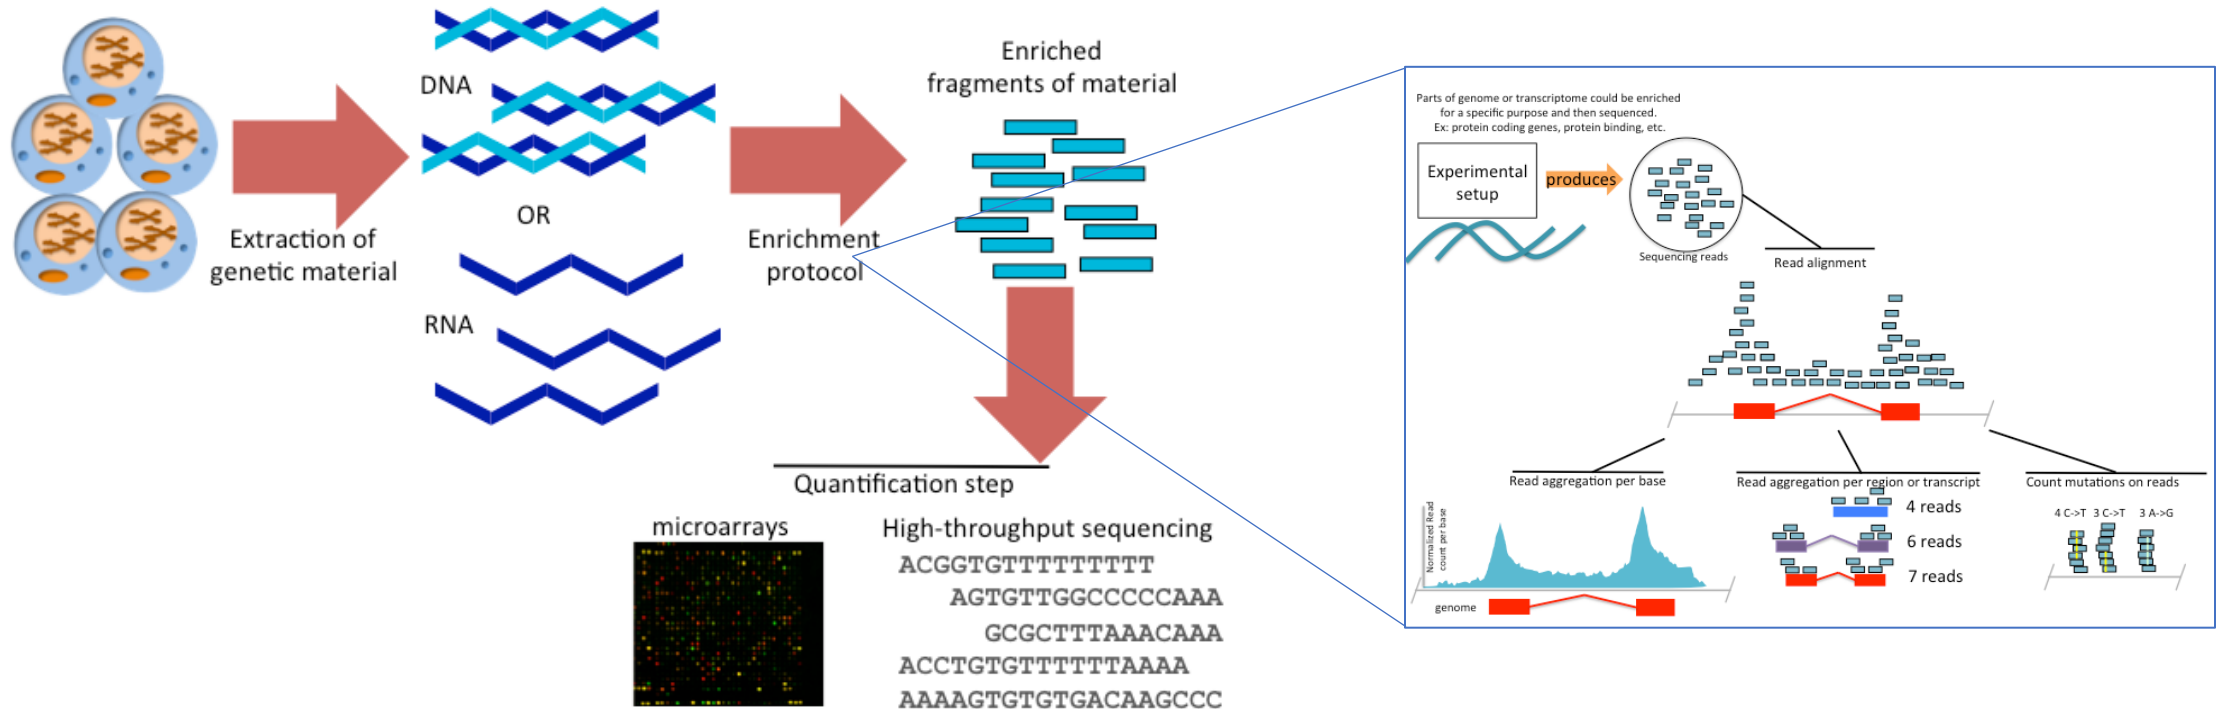 Extraction of
genetic material
DNA
OR
RNA
Enrichment
protocol
Enriched
fragments of material
Quantification step
microarrays
High-throughput sequencing
ACGGTGTTTTTTTTT
AGTGTTGGCCCCCAAA
GCGCTTTAAACAAA
ACCTGTGTTTTTTAAAA
AAAAGTGTGTGACAAGCCC
Parts of genome or transcriptome could be enriched
for a specific purpose and then sequenced.
Ex: protein coding genes, protein binding, etc.
Experimental
setup
produces
Sequencing reads
Read alignment
Read aggregation per base
Normalized Read
count per base
genome
Read aggregation per region or transcript
4 reads
6 reads
7 reads
Count mutations on reads
4 C->T 3 C->T 3 A->G